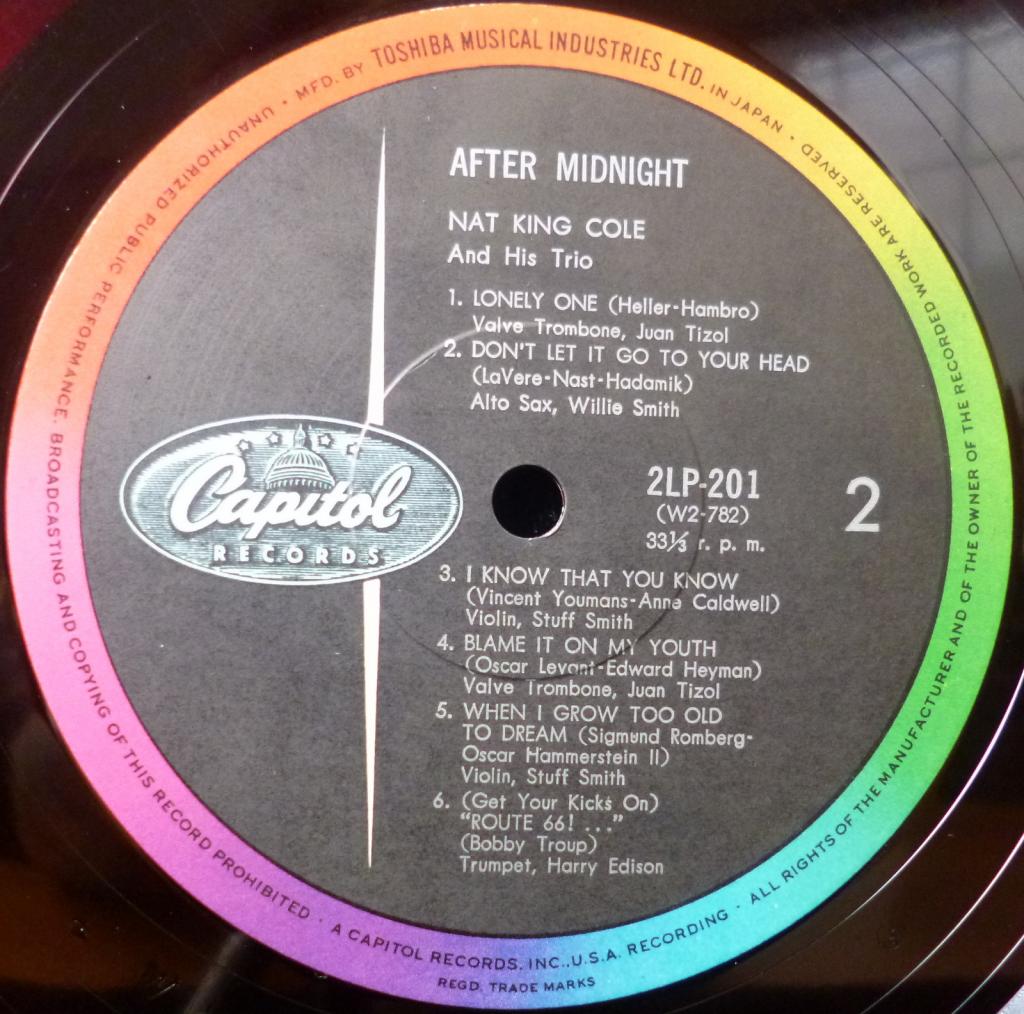 MFD. BY TOSHIBA MUSICAL INDUSTRIES LTD. IN JAPAN · ALL RIGHTS OF THE MANUFACTURER AND OF THE OWNER OF THE RECORDED WORK ARE RESERVED · UNAUTHORIZED PUBLIC PERFORMANCE. BROADCASTING AND COPYING OF THIS RECORD PROHIBITED · A CAPITOL RECORDS, INC., U.S.A. RECORDING ·
REGD. TRADE MARKS
AFTER MIDNIGHT
NAT KING COLE
And His Trio
1. LONELY ONE (Heller-Hambro)
Valve Trombone, Juan Tizol
2. DON'T LET IT GO TO YOUR HEAD
(LaVere-Nast-Hadamik)
Alto Sax, Willie Smith
Capitol
RECORDS
2LP-201
(W2-782)
33⅓ r. p. m.
2
3. I KNOW THAT YOU KNOW
(Vincent Youmans-Anne Caldwell)
Violin, Stuff Smith
4. BLAME IT ON MY YOUTH
(Oscar Levant-Edward Heyman)
Valve Trombone, Juan Tizol
5. WHEN I GROW TOO OLD
TO DREAM (Sigmund Romberg-
Oscar Hammerstein II)
Violin, Stuff Smith
6. (Get Your Kicks On)
"ROUTE 66! ..."
(Bobby Troup)
Trumpet, Harry Edison